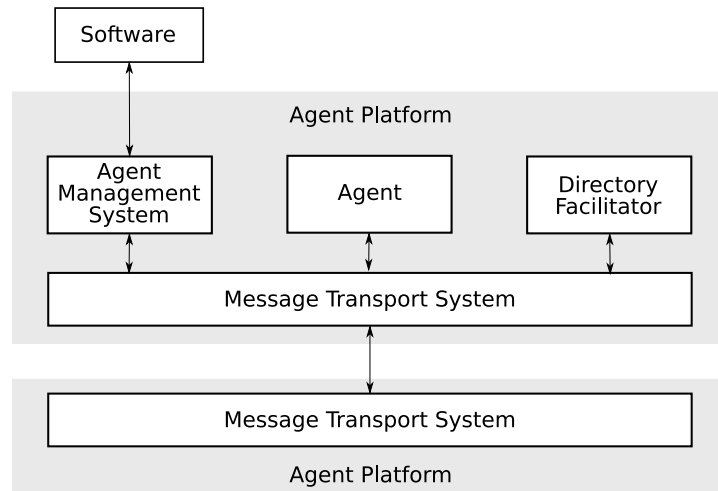 Software
Agent Platform
Agent
Management
System
Agent
Directory
Facilitator
Message Transport System
Message Transport System
Agent Platform